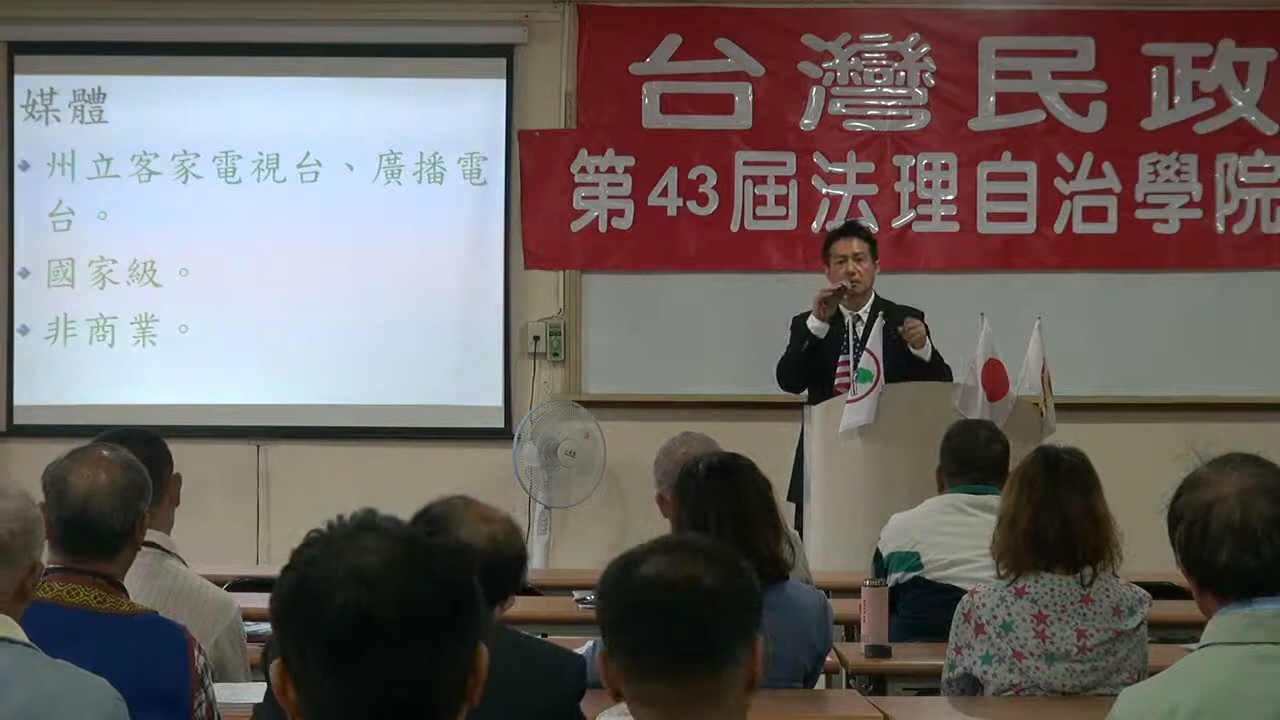 媒體
州立客家電視台、廣播電
台。
國家級。
非商業。
台灣民政
第43屆法理自治學院